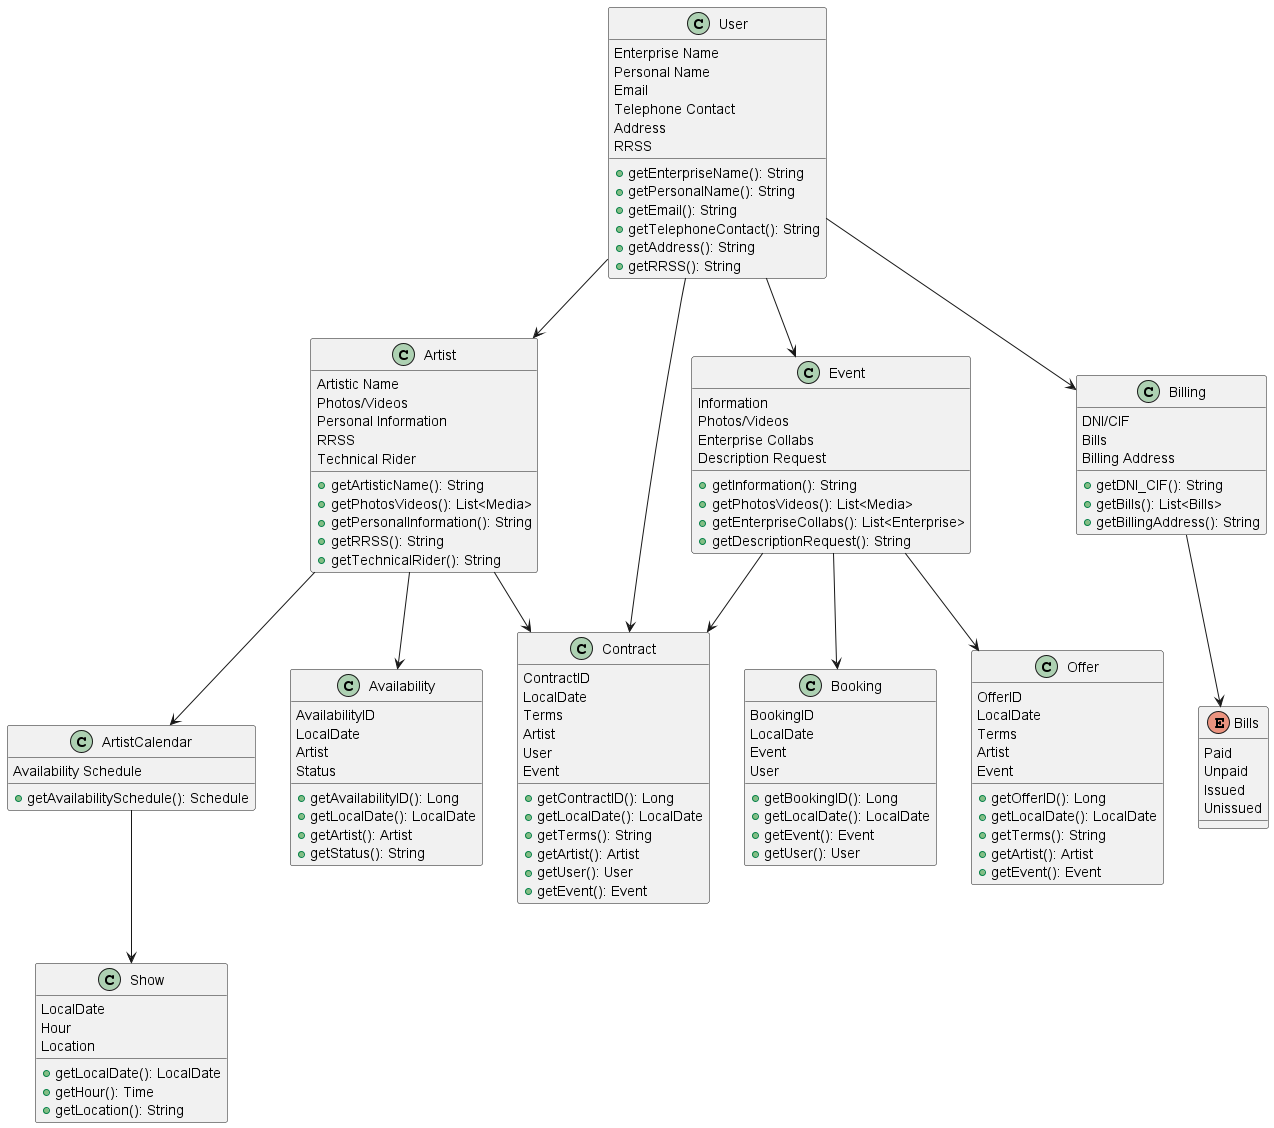 C User
Enterprise Name
Personal Name
Email
Telephone Contact
Address
RRSS
getEnterpriseName(): String
getPersonalName(): String
getEmail(): String
getTelephoneContact(): String
getAddress(): String
getRRSS(): String
C Artist
Artistic Name
Photos/Videos
Personal Information
RRSS
Technical Rider
getArtisticName(): String
getPhotosVideos(): List<Media>
getPersonalInformation(): String
getRRSS(): String
getTechnicalRider(): String
C Event
Information
Photos/Videos
Enterprise Collabs
Description Request
getInformation(): String
getPhotosVideos(): List<Media>
getEnterpriseCollabs(): List<Enterprise>
getDescriptionRequest(): String
C Billing
DNI/CIF
Bills
Billing Address
getDNI_CIF(): String
getBills(): List<Bills>
getBillingAddress(): String
C ArtistCalendar
Availability Schedule
getAvailabilitySchedule(): Schedule
C Availability
AvailabilityID
LocalDate
Artist
Status
getAvailabilityID(): Long
getLocalDate(): LocalDate
getArtist(): Artist
getStatus(): String
C Contract
ContractID
LocalDate
Terms
Artist
User
Event
getContractID(): Long
getLocalDate(): LocalDate
getTerms(): String
getArtist(): Artist
getUser(): User
getEvent(): Event
C Booking
BookingID
LocalDate
Event
User
getBookingID(): Long
getLocalDate(): LocalDate
getEvent(): Event
getUser(): User
C Offer
OfferID
LocalDate
Terms
Artist
Event
getOfferID(): Long
getLocalDate(): LocalDate
getTerms(): String
getArtist(): Artist
getEvent(): Event
E Bills
Paid
Unpaid
Issued
Unissued
C Show
LocalDate
Hour
Location
getLocalDate(): LocalDate
getHour(): Time
getLocation(): String